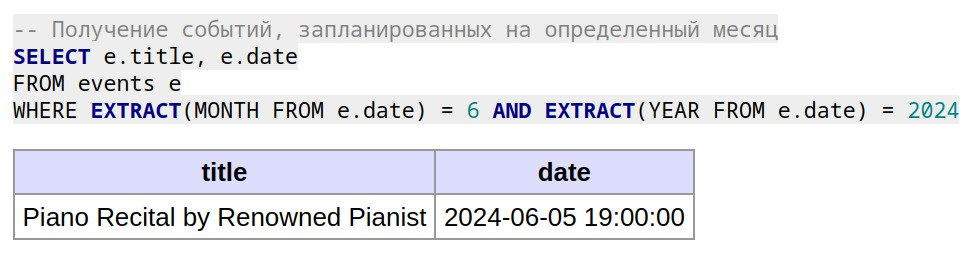 -- Получение событий, запланированных на определенный месяц
SELECT e.title, e.date
FROM events e
WHERE EXTRACT(MONTH FROM e.date) = 6 AND EXTRACT(YEAR FROM e.date) = 2024
title date
Piano Recital by Renowned Pianist 2024-06-05 19:00:00